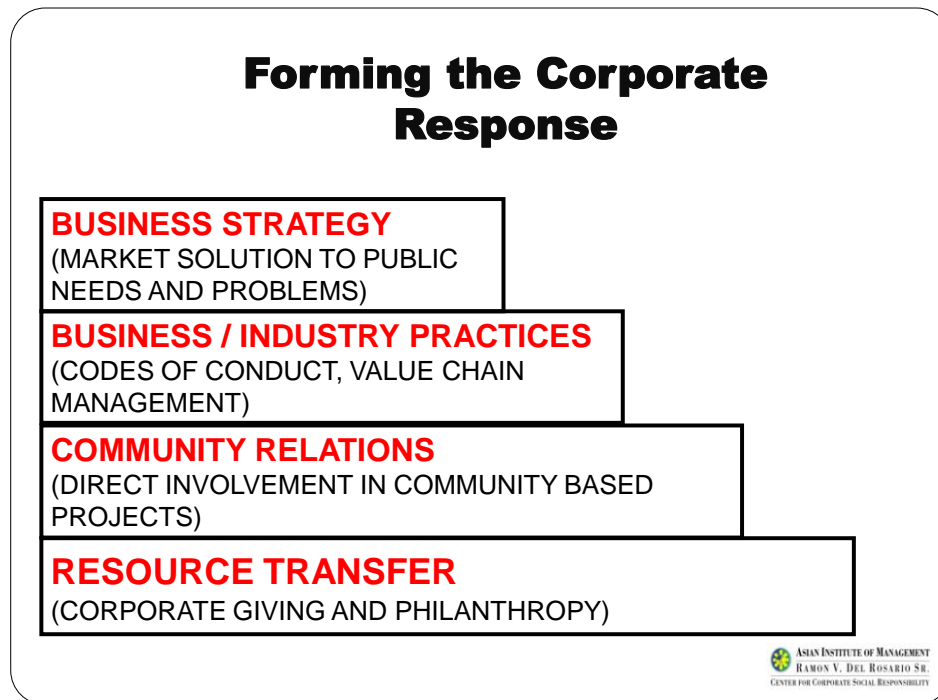 Forming the Corporate
Response
BUSINESS STRATEGY
(MARKET SOLUTION TO PUBLIC
NEEDS AND PROBLEMS)
BUSINESS / INDUSTRY PRACTICES
(CODES OF CONDUCT, VALUE CHAIN
MANAGEMENT)
COMMUNITY RELATIONS
(DIRECT INVOLVEMENT IN COMMUNITY BASED
PROJECTS)
RESOURCE TRANSFER
(CORPORATE GIVING AND PHILANTHROPY)
ASIAN INSTITUTE OF MANAGEMENT
RAMON V. DEL ROSARIO SR.
CENTER FOR CORPORATE SOCIAL RESPONSIBILITY